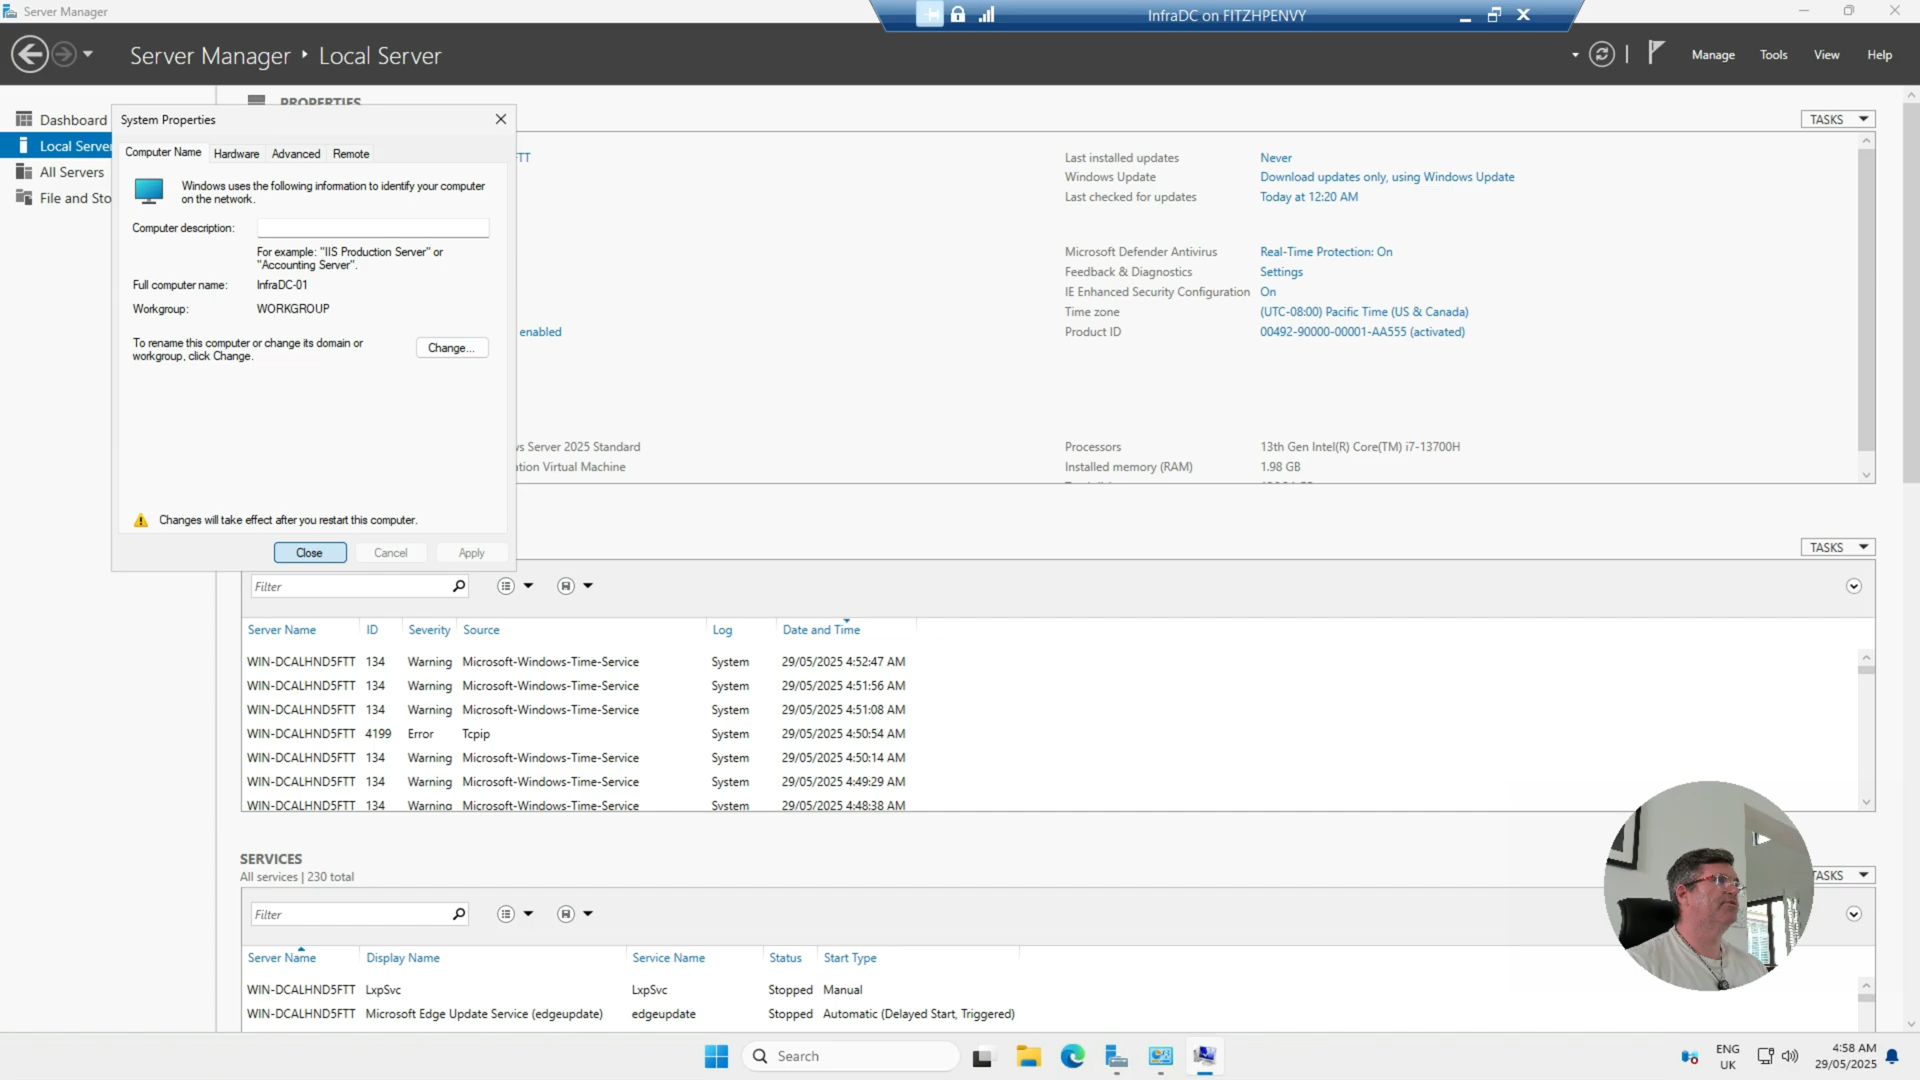 Server Manager
InfraDC on FITZHPENVY
Server Manager
Local Server
Manage
Tools
View
Help
Dashboard
Local Server
All Servers
File and Sto
PROPERTIES
TASKS
System Properties
Computer Name
Hardware
Advanced
Remote
Windows uses the following information to identify your computer
on the network.
Computer description:
For example: "IIS Production Server" or
"Accounting Server".
Full computer name:
InfraDC-01
Workgroup:
WORKGROUP
To rename this computer or change its domain or
workgroup, click Change.
Change...
Changes will take effect after you restart this computer.
Close
Cancel
Apply
TT
enabled
s Server 2025 Standard
tion Virtual Machine
Last installed updates
Never
Windows Update
Download updates only, using Windows Update
Last checked for updates
Today at 12:20 AM
Microsoft Defender Antivirus
Real-Time Protection: On
Feedback & Diagnostics
Settings
IE Enhanced Security Configuration
On
Time zone
(UTC-08:00) Pacific Time (US & Canada)
Product ID
00492-90000-00001-AA555 (activated)
Processors
13th Gen Intel(R) Core(TM) i7-13700H
Installed memory (RAM)
1.98 GB
TASKS
Filter
Server Name ID Severity Source Log Date and Time
WIN-DCALHND5FTT 134 Warning Microsoft-Windows-Time-Service System 29/05/2025 4:52:47 AM
WIN-DCALHND5FTT 134 Warning Microsoft-Windows-Time-Service System 29/05/2025 4:51:56 AM
WIN-DCALHND5FTT 134 Warning Microsoft-Windows-Time-Service System 29/05/2025 4:51:08 AM
WIN-DCALHND5FTT 4199 Error Tcpip System 29/05/2025 4:50:54 AM
WIN-DCALHND5FTT 134 Warning Microsoft-Windows-Time-Service System 29/05/2025 4:50:14 AM
WIN-DCALHND5FTT 134 Warning Microsoft-Windows-Time-Service System 29/05/2025 4:49:29 AM
WIN-DCALHND5FTT 134 Warning Microsoft-Windows-Time-Service System 29/05/2025 4:48:38 AM
SERVICES
All services | 230 total
TASKS
Filter
Server Name Display Name Service Name Status Start Type
WIN-DCALHND5FTT LxpSvc LxpSvc Stopped Manual
WIN-DCALHND5FTT Microsoft Edge Update Service (edgeupdate) edgeupdate Stopped Automatic (Delayed Start, Triggered)
Search
ENG
UK
4:58 AM
29/05/2025